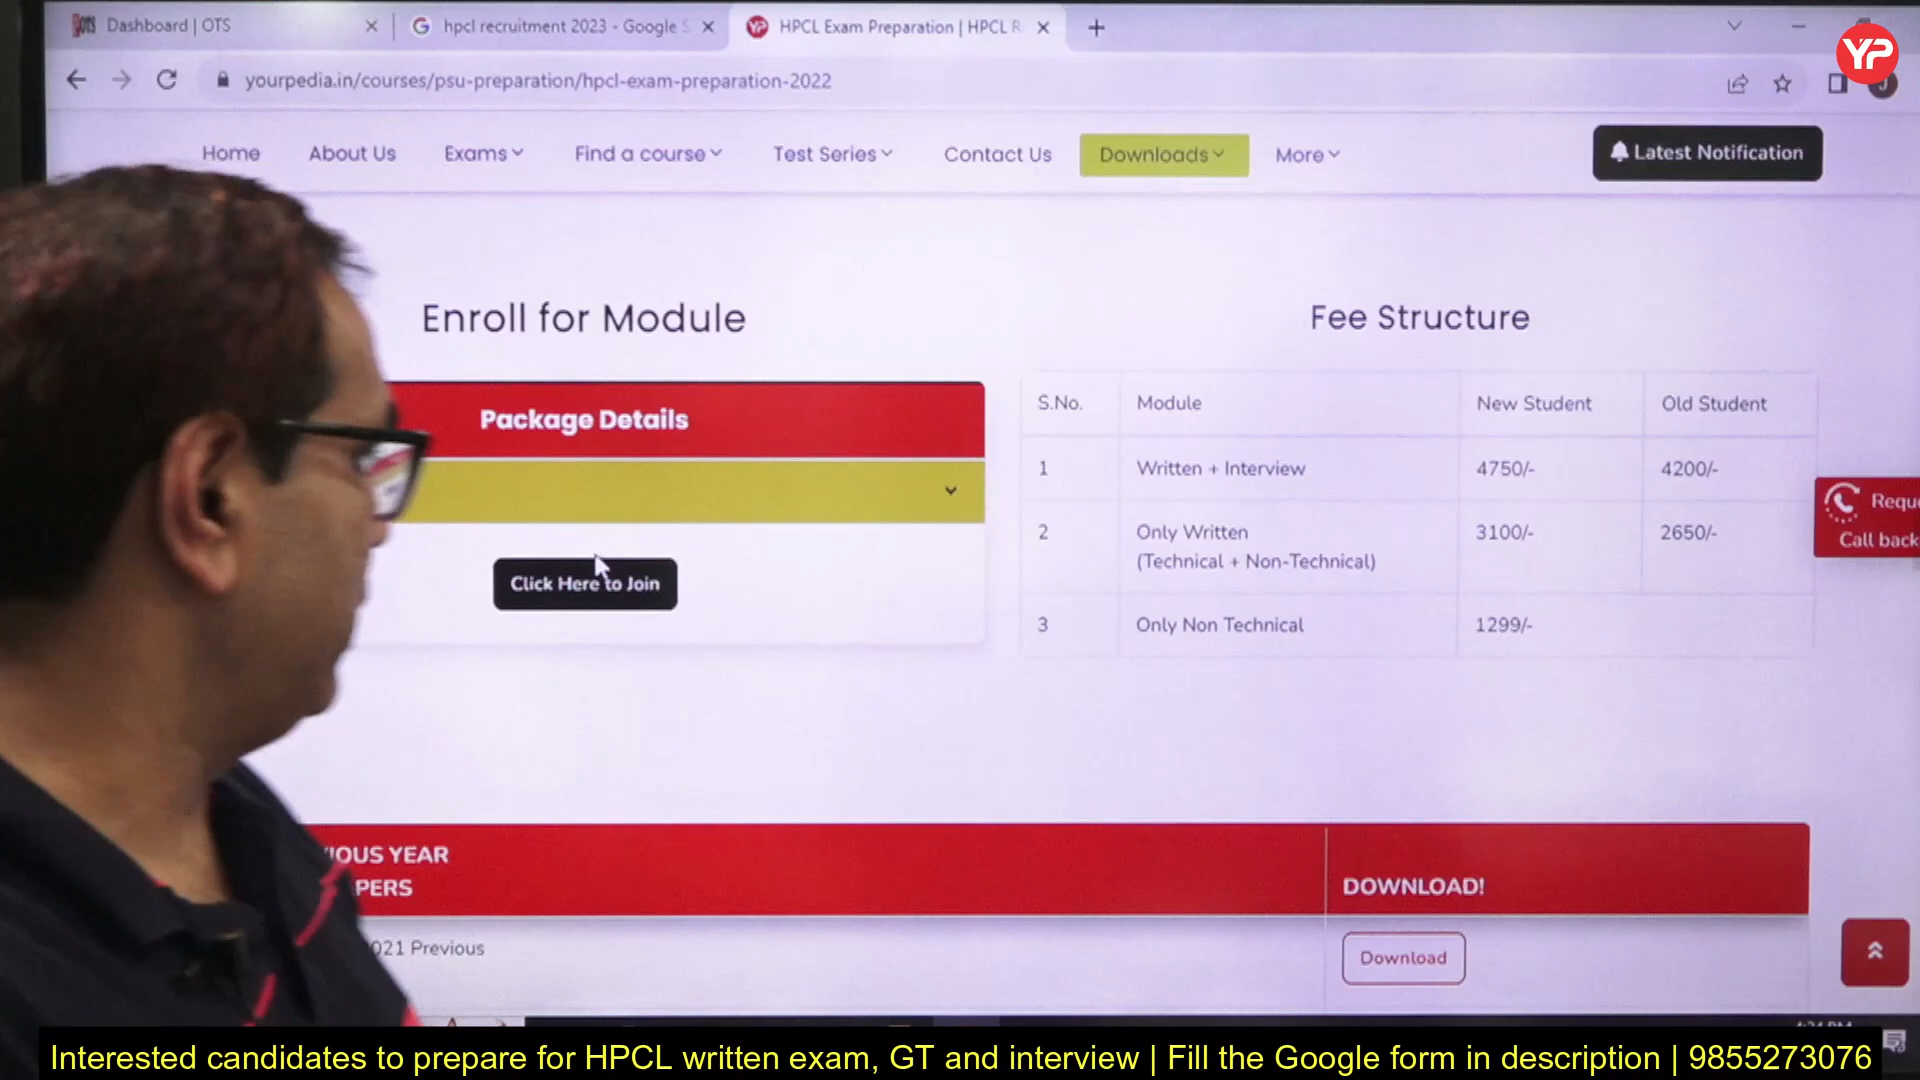 Dashboard | OTS
hpcl recruitment 2023 - Google S
HPCL Exam Preparation | HPCL R
yourpedia.in/courses/psu-preparation/hpcl-exam-preparation-2022
YP
Home About Us Exams Find a course Test Series Contact Us Downloads More Latest Notification
Enroll for Module
Package Details
Click Here to Join
Fee Structure
S.No. Module New Student Old Student
1 Written + Interview 4750/- 4200/-
2 Only Written 3100/- 2650/-
(Technical + Non-Technical)
3 Only Non Technical 1299/-
Requ
Call back
IOUS YEAR
PERS
DOWNLOAD!
021 Previous
Download
Interested candidates to prepare for HPCL written exam, GT and interview | Fill the Google form in description | 9855273076